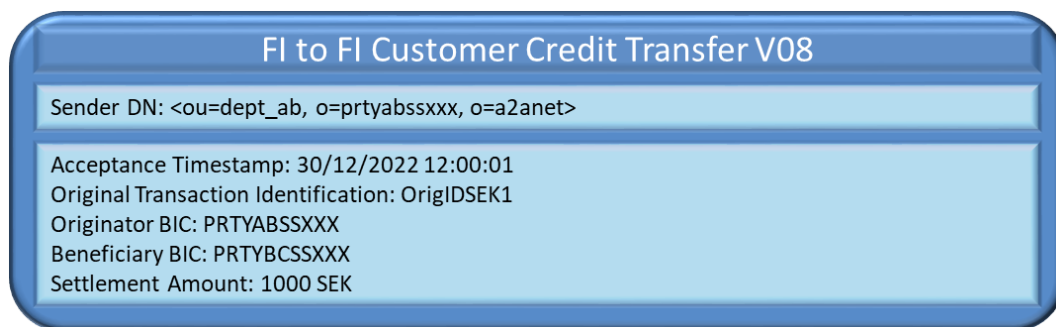 FI to FI Customer Credit Transfer V08
Sender DN: <ou=dept_ab, o=prtyabssxxx, o=a2anet>
Acceptance Timestamp: 30/12/2022 12:00:01
Original Transaction Identification: OrigIDSEK1
Originator BIC: PRTYABSSXXX
Beneficiary BIC: PRTYBCSSXXX
Settlement Amount: 1000 SEK